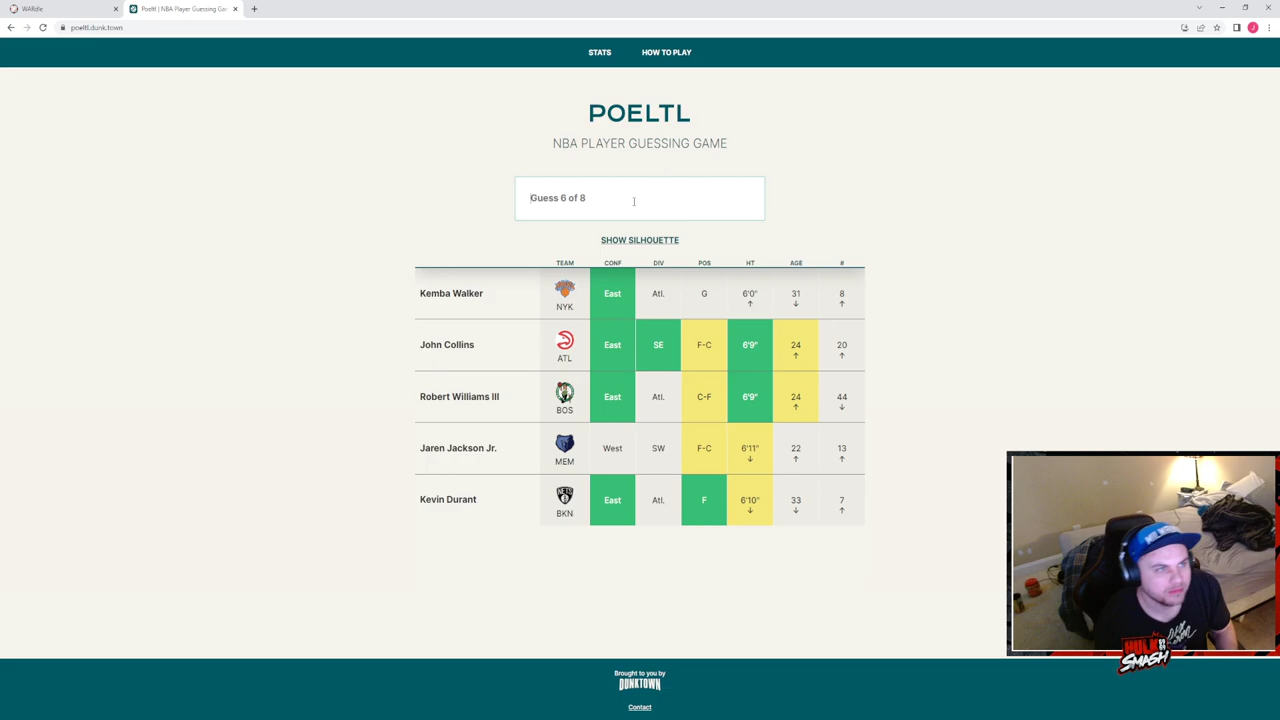 WARdle
Poeltl | NBA Player Guessing Ga
poeltl.dunk.town
STATS
HOW TO PLAY
POELTL
NBA PLAYER GUESSING GAME
Guess 6 of 8
SHOW SILHOUETTE
TEAM CONF DIV POS HT AGE #
Kemba Walker NYK East Atl. G 6'0" ↑ 31 ↓ 8 ↑
John Collins ATL East SE F-C 6'9" 24 ↑ 20 ↑
Robert Williams III BOS East Atl. C-F 6'9" 24 ↑ 44 ↓
Jaren Jackson Jr. MEM West SW F-C 6'11" ↓ 22 ↑ 13 ↑
Kevin Durant BKN East Atl. F 6'10" ↓ 33 ↓ 7 ↑
Brought to you by
DUNKTOWN
Contact
HULK
SMASH